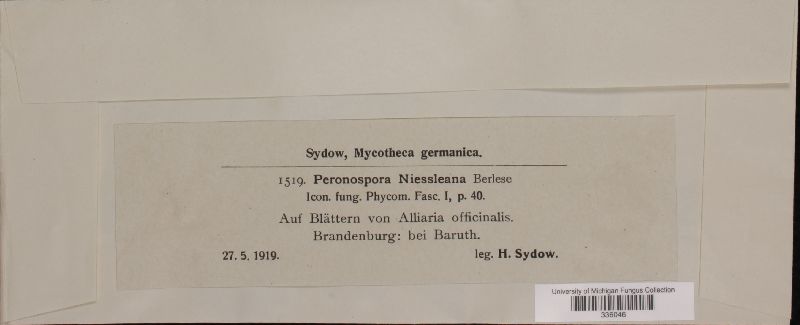 Sydow, Mycotheca germanica.
1519. Peronospora Niessleana Berlese
Icon. fung. Phycom. Fasc. I, p. 40.
Auf Blättern von Alliaria officinalis.
Brandenburg: bei Baruth.
27. 5. 1919. leg. H. Sydow.
University of Michigan Fungus Collection
336046